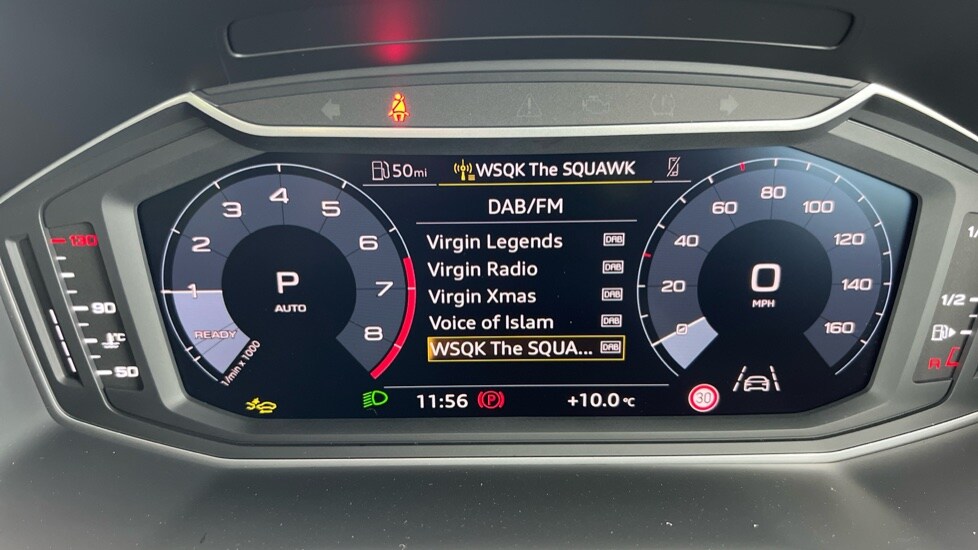 50mi
WSQK The SQUAWK
DAB/FM
Virgin Legends DAB
Virgin Radio DAB
Virgin Xmas DAB
Voice of Islam DAB
WSQK The SQUA... DAB
11:56 (P) +10.0 °C
1 2 3 4 5 6 7 8
P
AUTO
READY
1/min x 1000
0 20 40 60 80 100 120 140 160
0
MPH
30
130
90
°C
50
1/2
R